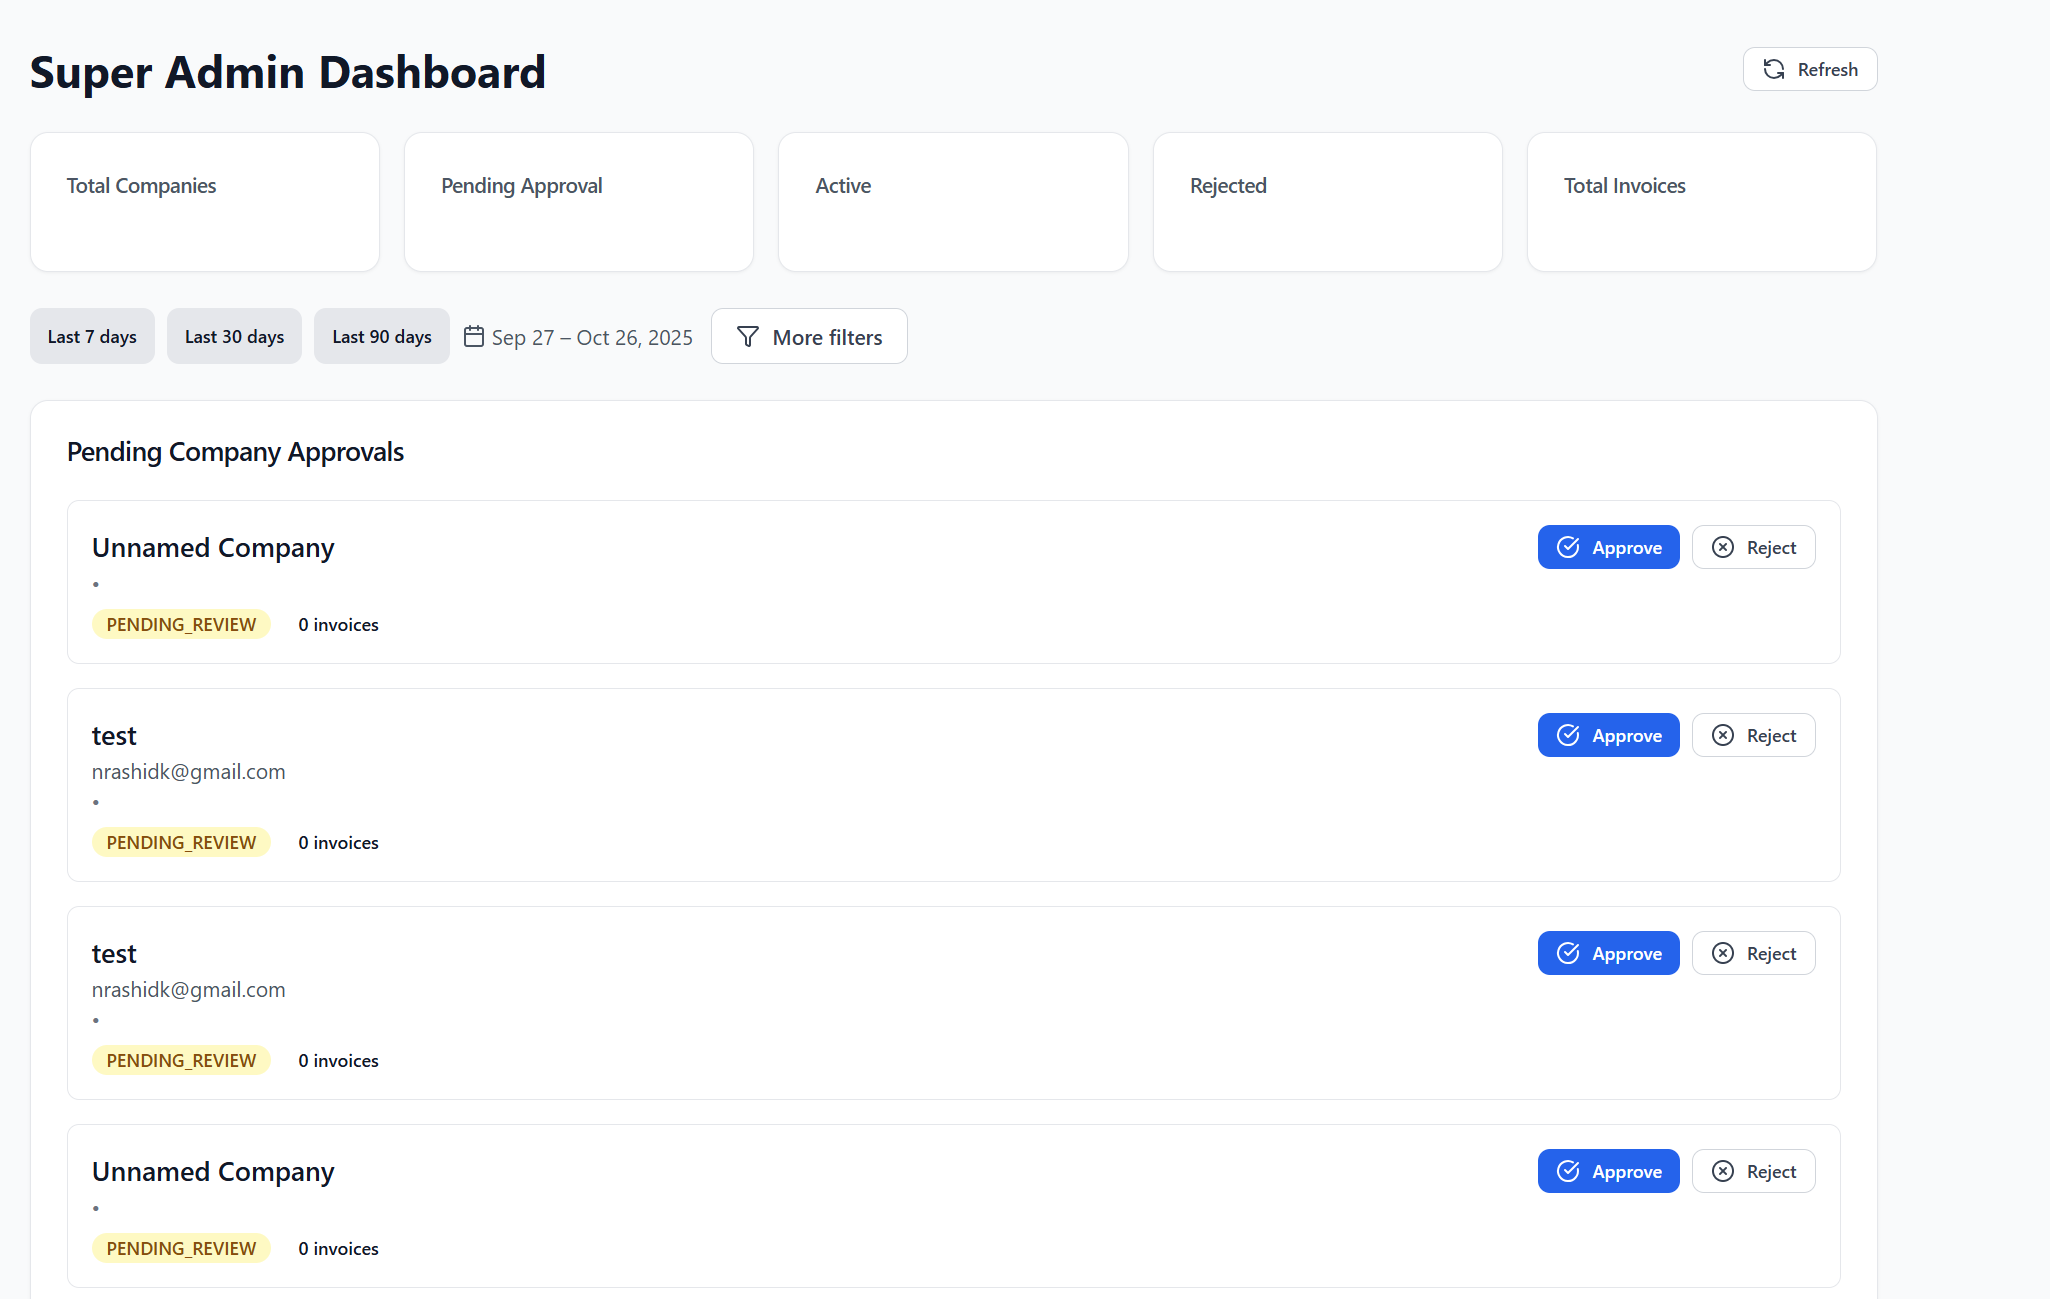 Super Admin Dashboard
Refresh
Total Companies
Pending Approval
Active
Rejected
Total Invoices
Last 7 days
Last 30 days
Last 90 days
Sep 27 – Oct 26, 2025
More filters
Pending Company Approvals
Unnamed Company
Approve
Reject
•
PENDING_REVIEW
0 invoices
test
Approve
Reject
nrashidk@gmail.com
•
PENDING_REVIEW
0 invoices
test
Approve
Reject
nrashidk@gmail.com
•
PENDING_REVIEW
0 invoices
Unnamed Company
Approve
Reject
•
PENDING_REVIEW
0 invoices